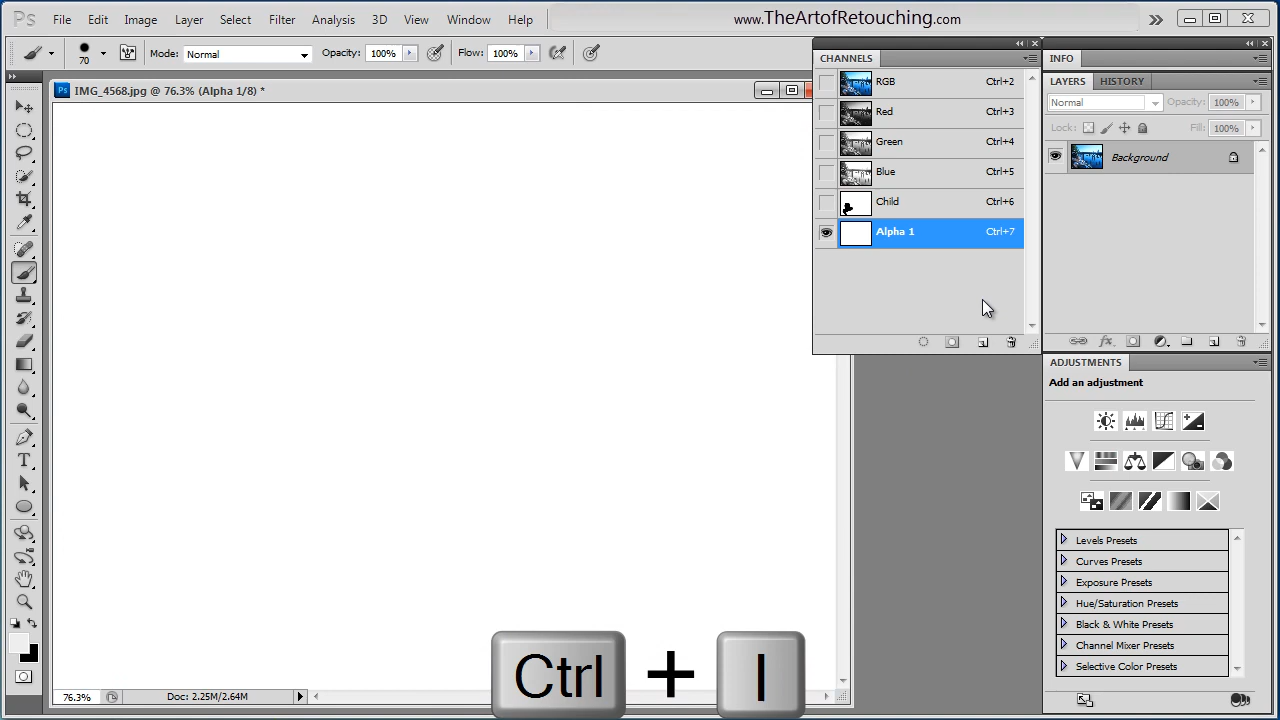 Ps File Edit Image Layer Select Filter Analysis 3D View Window Help www.TheArtofRetouching.com
70 Mode: Normal Opacity: 100% Flow: 100%
IMG_4596.jpg @ 76.3% (Alpha 1/8) *
CHANNELS
RGB Ctrl+2
Red Ctrl+3
Green Ctrl+4
Blue Ctrl+5
Child Ctrl+6
Alpha 1 Ctrl+7
INFO
LAYERS HISTORY
Normal Opacity: 100%
Lock: Fill: 100%
Background
ADJUSTMENTS
Add an adjustment
Levels Presets
Curves Presets
Exposure Presets
Hue/Saturation Presets
Black & White Presets
Channel Mixer Presets
Selective Color Presets
Ctrl + I
76.3% Doc: 2.25M/2.64M